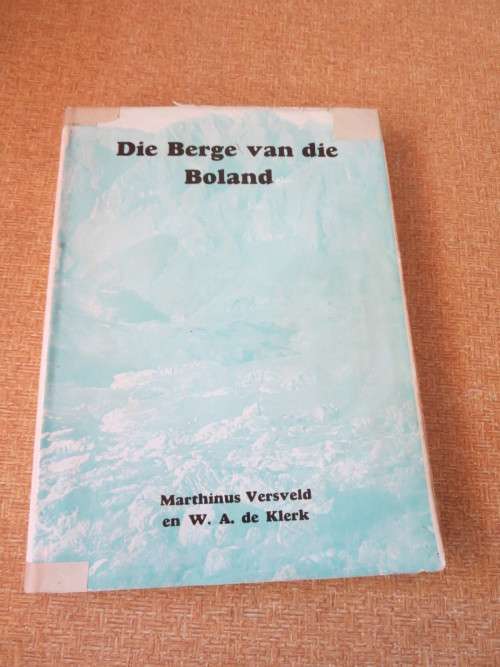 Die Berge van die
Boland
Marthinus Versveld
en W. A. de Klerk